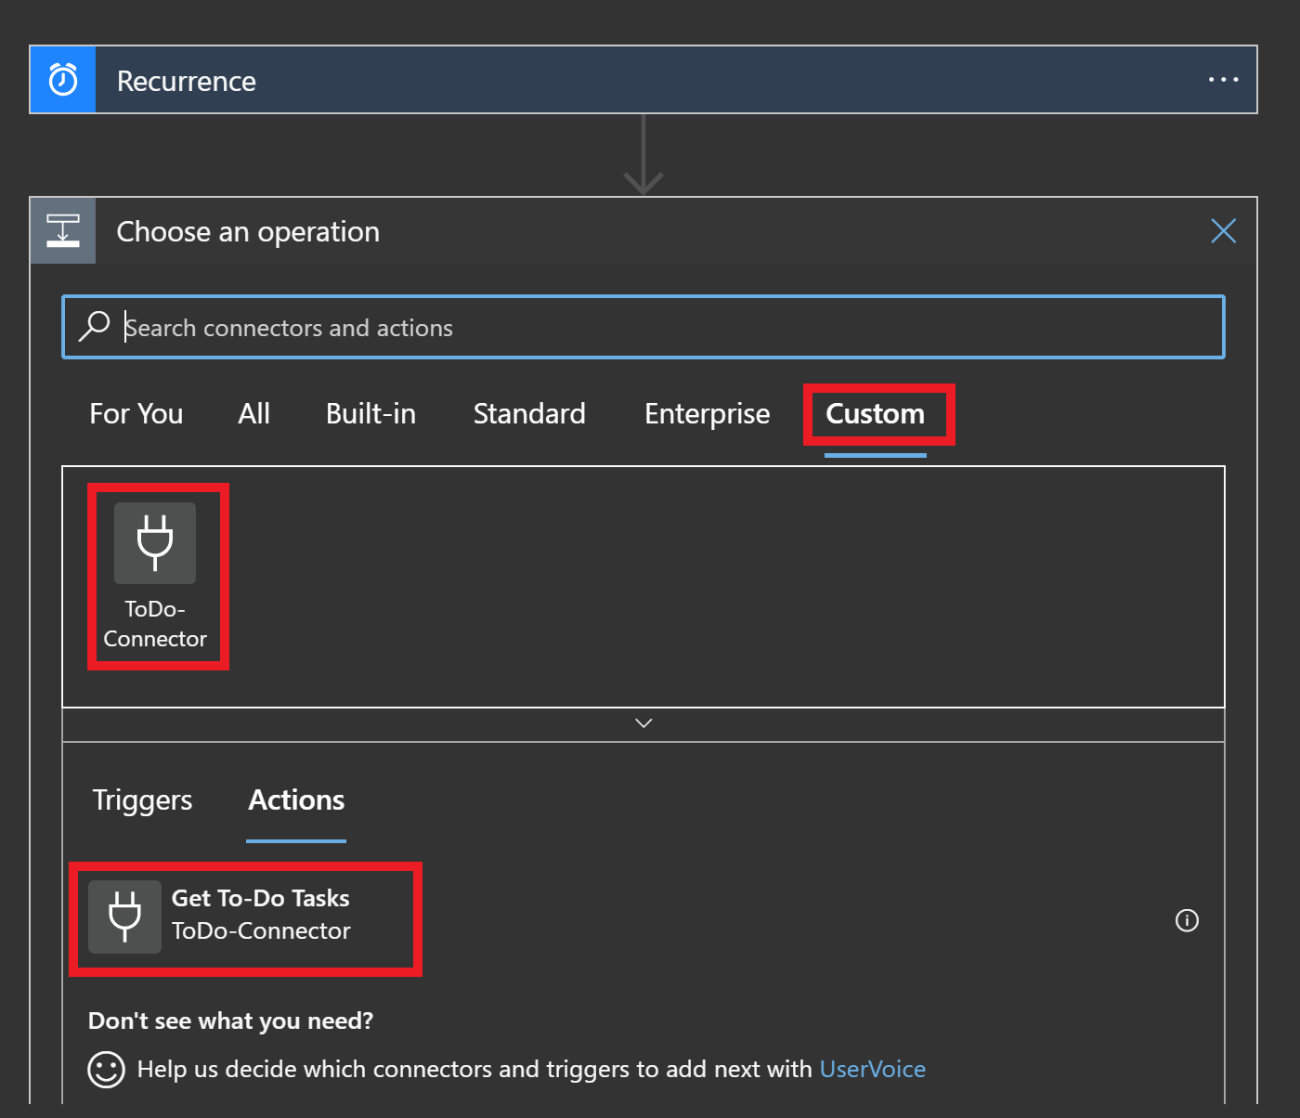 Recurrence
Choose an operation
Search connectors and actions
For You All Built-in Standard Enterprise Custom
ToDo-
Connector
Triggers Actions
Get To-Do Tasks
ToDo-Connector
Don't see what you need?
Help us decide which connectors and triggers to add next with UserVoice